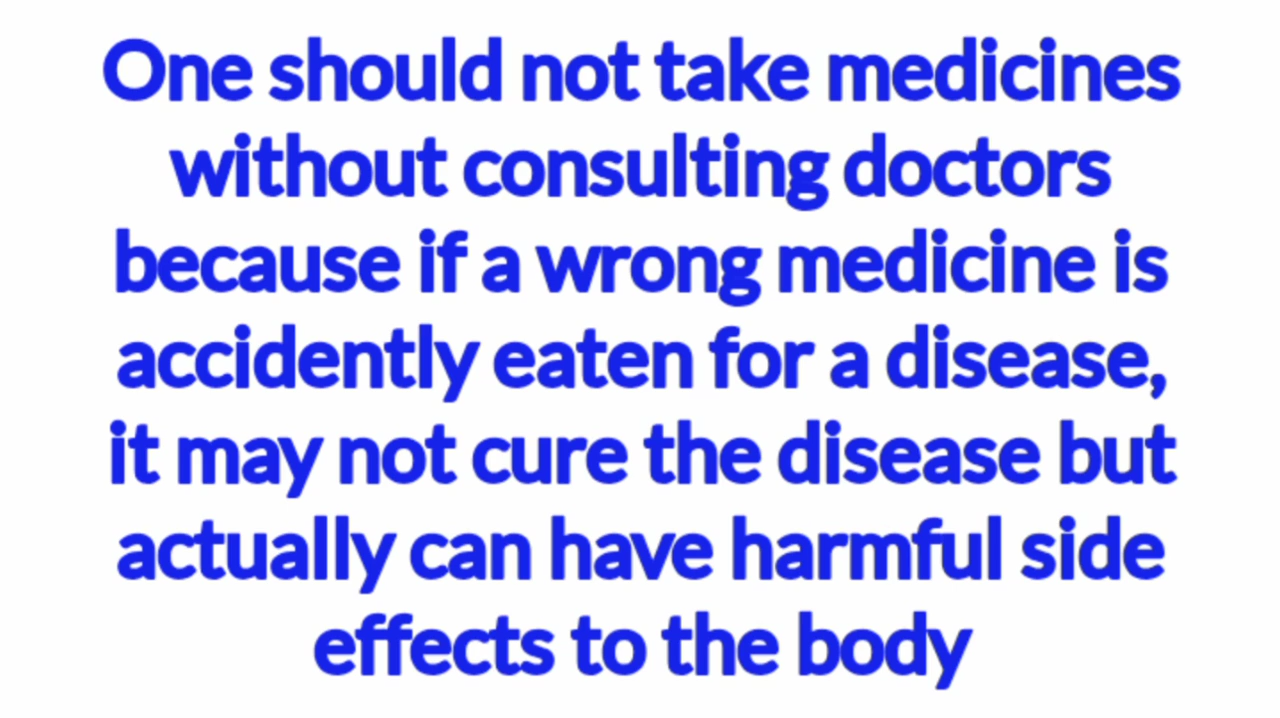 One should not take medicines
without consulting doctors
because if a wrong medicine is
accidently eaten for a disease,
it may not cure the disease but
actually can have harmful side
effects to the body